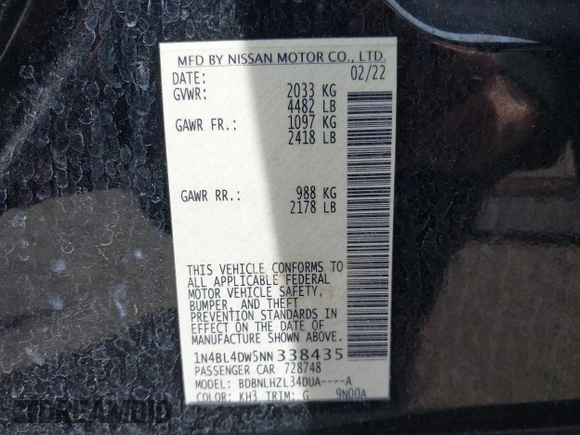 MFD BY NISSAN MOTOR CO., LTD.
DATE: 02/22
GVWR: 2033 KG
4482 LB
GAWR FR.: 1097 KG
2418 LB
GAWR RR.: 988 KG
2178 LB
THIS VEHICLE CONFORMS TO
ALL APPLICABLE FEDERAL
MOTOR VEHICLE SAFETY,
BUMPER, AND THEFT
PREVENTION STANDARDS IN
EFFECT ON THE DATE OF
MANUFACTURE SHOWN ABOVE.
1N4BL4DW5NN338435
PASSENGER CAR 728748
MODEL: BDBNLHZL34DUA----A
COLOR: KH3 TRIM: G 9N00A
STORIED AUTO